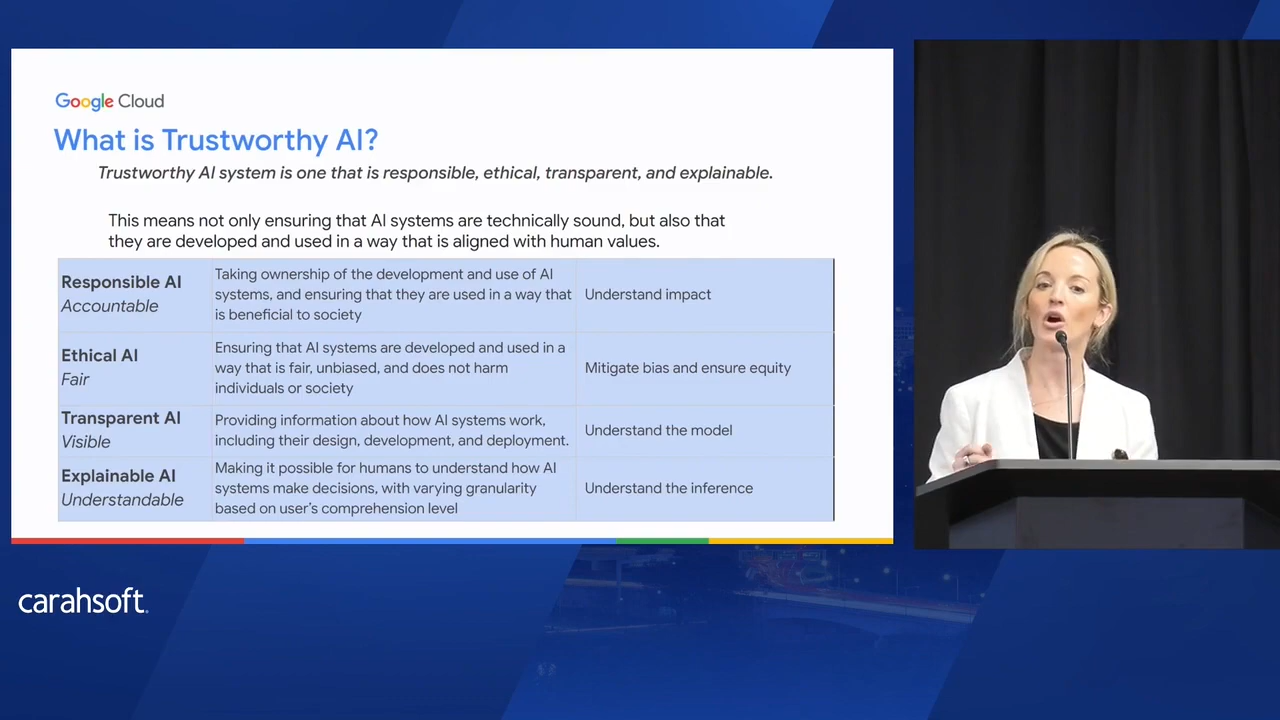 Google Cloud
What is Trustworthy AI?
Trustworthy AI system is one that is responsible, ethical, transparent, and explainable.
This means not only ensuring that AI systems are technically sound, but also that
they are developed and used in a way that is aligned with human values.
Responsible AI
Accountable
Taking ownership of the development and use of AI
systems, and ensuring that they are used in a way that
is beneficial to society
Understand impact
Ethical AI
Fair
Ensuring that AI systems are developed and used in a
way that is fair, unbiased, and does not harm
individuals or society
Mitigate bias and ensure equity
Transparent AI
Visible
Providing information about how AI systems work,
including their design, development, and deployment.
Understand the model
Explainable AI
Understandable
Making it possible for humans to understand how AI
systems make decisions, with varying granularity
based on user's comprehension level
Understand the inference
carahsoft.